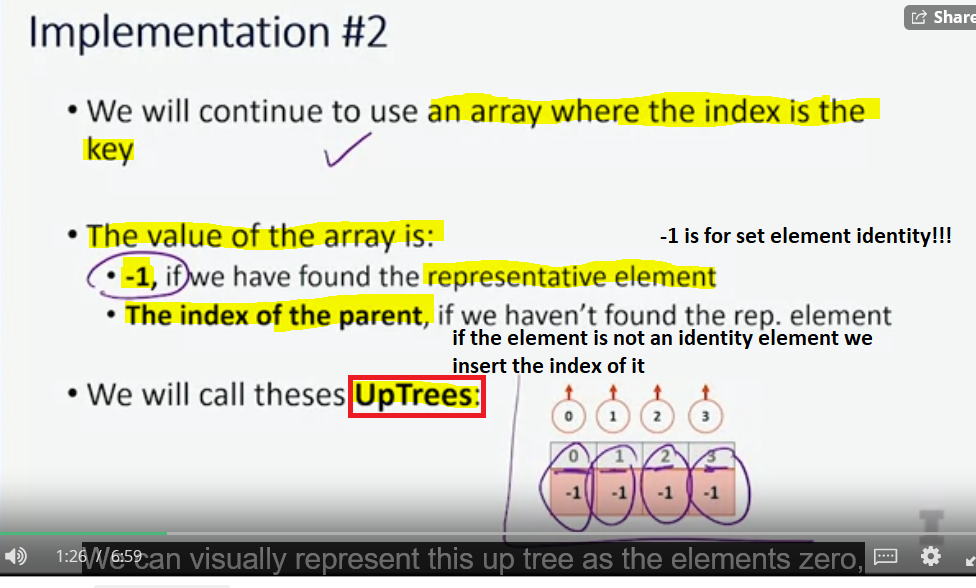 Implementation #2
Share
• We will continue to use an array where the index is the
key
• The value of the array is:
-1 is for set element identity!!!
• -1, if we have found the representative element
• The index of the parent, if we haven't found the rep. element
if the element is not an identity element we
insert the index of it
• We will call theses UpTrees:
0 1 2 3
0 1 2 3
-1 -1 -1 -1
1:26 / 6:59
We can visually represent this up tree as the elements zero,